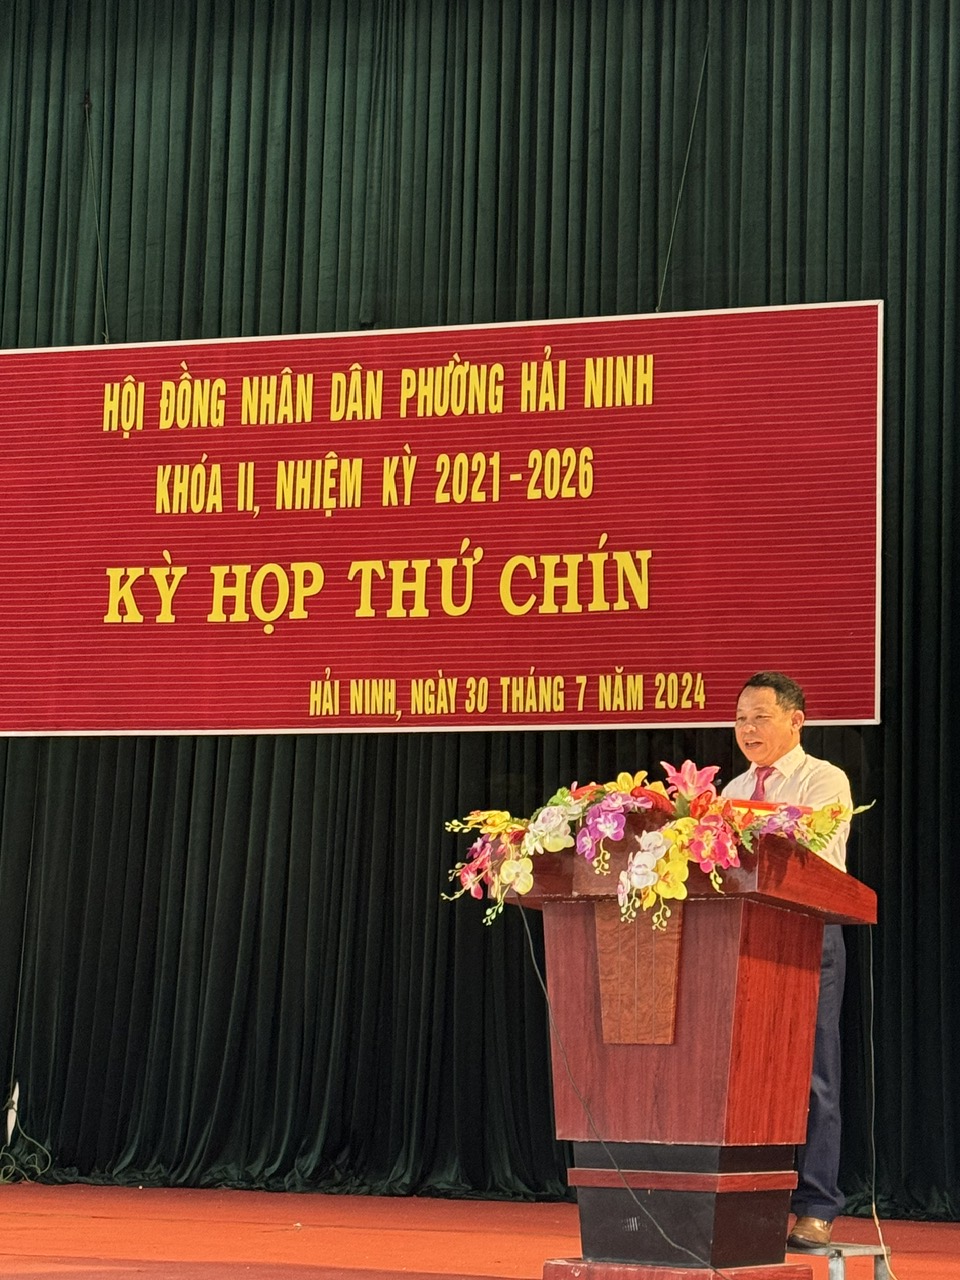 HỘI ĐỒNG NHÂN DÂN PHƯỜNG HẢI NINH
KHÓA II, NHIỆM KỲ 2021-2026
KỲ HỌP THỨ CHÍN
HẢI NINH, NGÀY 30 THÁNG 7 NĂM 2024